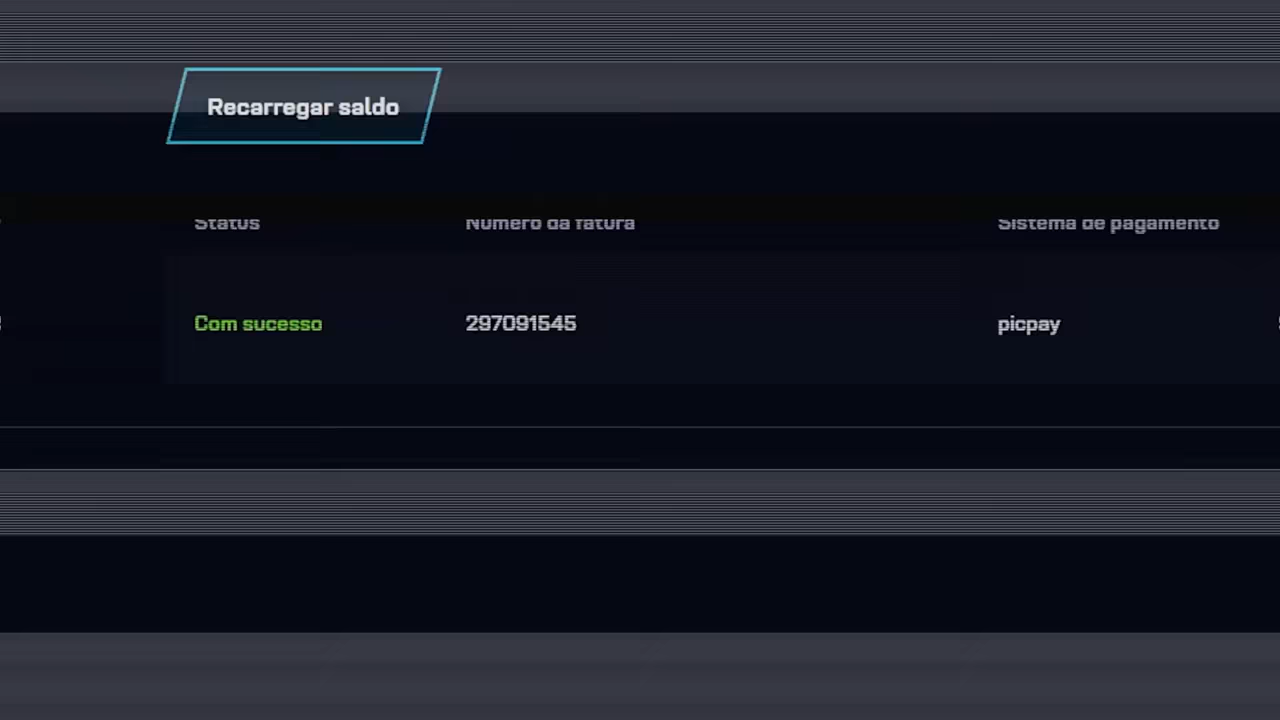 Recarregar saldo
Status Número da fatura Sistema de pagamento
Com sucesso 297091545 picpay